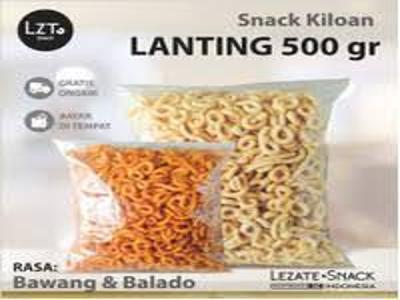 LZT
Snack Kiloan
LANTING 500 gr
GRATIS
ONGKIR
BAYAR
DI TEMPAT
RASA:
Bawang & Balado
LEZATE•SNACK
INDONESIA